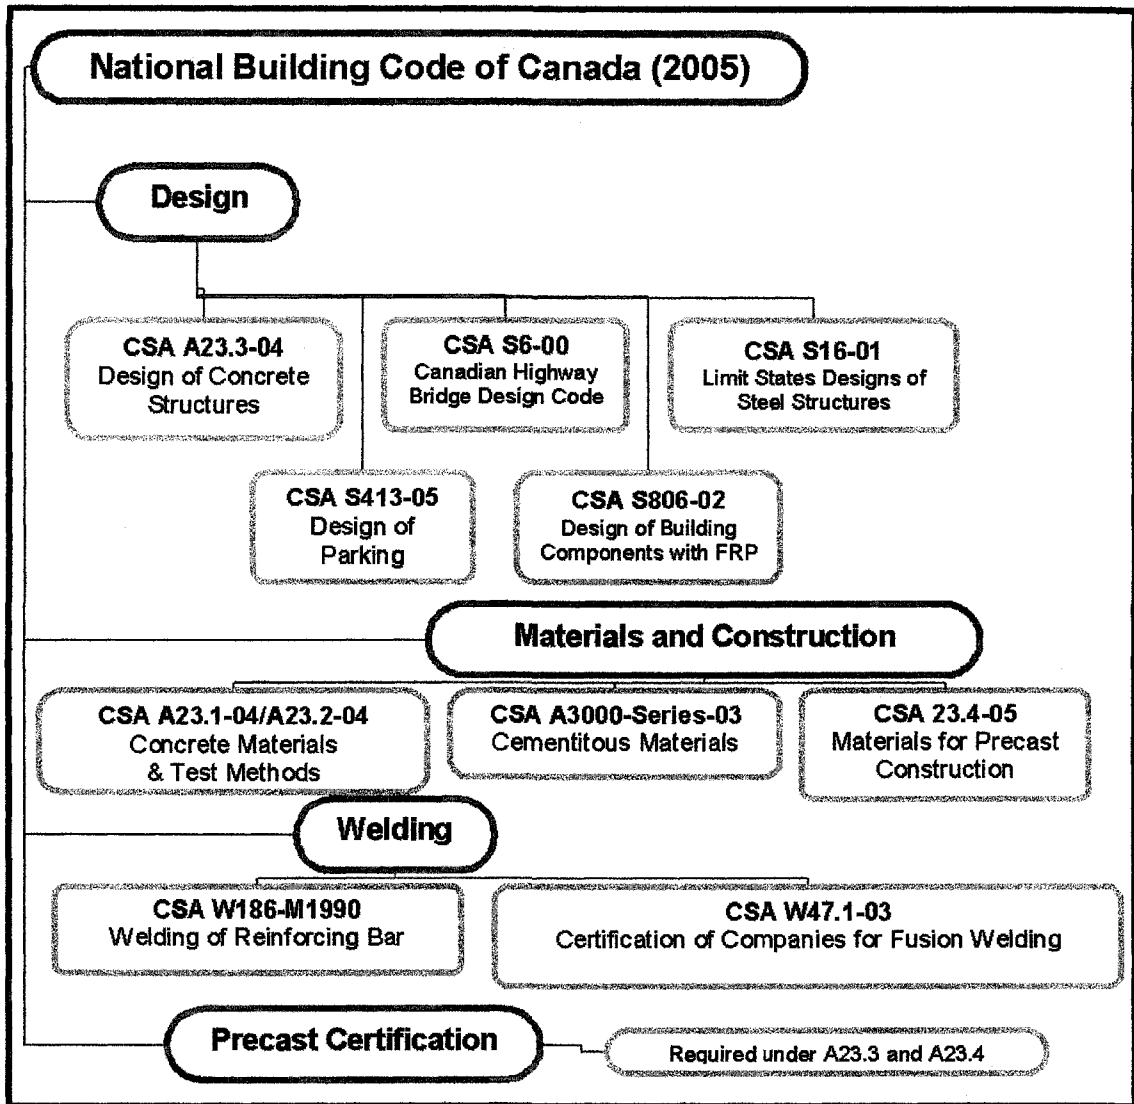 National Building Code of Canada (2005)
Design
CSA A23.3-04
Design of Concrete
Structures
CSA S6-00
Canadian Highway
Bridge Design Code
CSA S16-01
Limit States Designs of
Steel Structures
CSA S413-05
Design of
Parking
CSA S806-02
Design of Building
Components with FRP
Materials and Construction
CSA A23.1-04/A23.2-04
Concrete Materials
& Test Methods
CSA A3000-Series-03
Cementitous Materials
CSA 23.4-05
Materials for Precast
Construction
Welding
CSA W186-M1990
Welding of Reinforcing Bar
CSA W47.1-03
Certification of Companies for Fusion Welding
Precast Certification
Required under A23.3 and A23.4